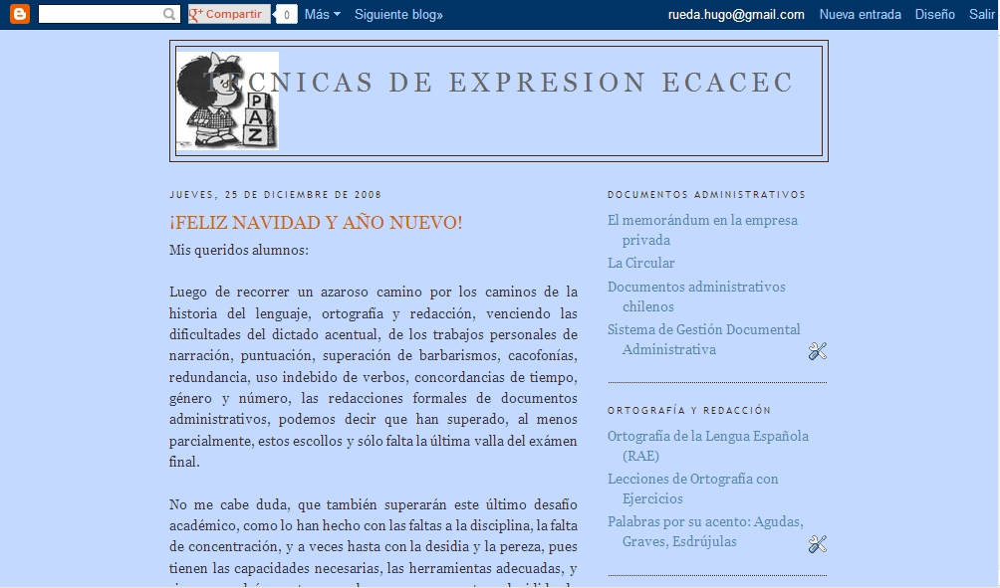 Compartir 0 Más Siguiente blog» rueda.hugo@gmail.com Nueva entrada Diseño Salir
TECNICAS DE EXPRESION ECACEC
PAZ
JUEVES, 25 DE DICIEMBRE DE 2008
¡FELIZ NAVIDAD Y AÑO NUEVO!
Mis queridos alumnos:
Luego de recorrer un azaroso camino por los caminos de la
historia del lenguaje, ortografía y redacción, venciendo las
dificultades del dictado acentual, de los trabajos personales de
narración, puntuación, superación de barbarismos, cacofonías,
redundancia, uso indebido de verbos, concordancias de tiempo,
género y número, las redacciones formales de documentos
administrativos, podemos decir que han superado, al menos
parcialmente, estos escollos y sólo falta la última valla del exámen
final.
No me cabe duda, que también superarán este último desafío
académico, como lo han hecho con las faltas a la disciplina, la falta
de concentración, y a veces hasta con la desidia y la pereza, pues
tienen las capacidades necesarias, las herramientas adecuadas, y
DOCUMENTOS ADMINISTRATIVOS
El memorándum en la empresa
privada
La Circular
Documentos administrativos
chilenos
Sistema de Gestión Documental
Administrativa
ORTOGRAFÍA Y REDACCIÓN
Ortografía de la Lengua Española
(RAE)
Lecciones de Ortografía con
Ejercicios
Palabras por su acento: Agudas,
Graves, Esdrújulas